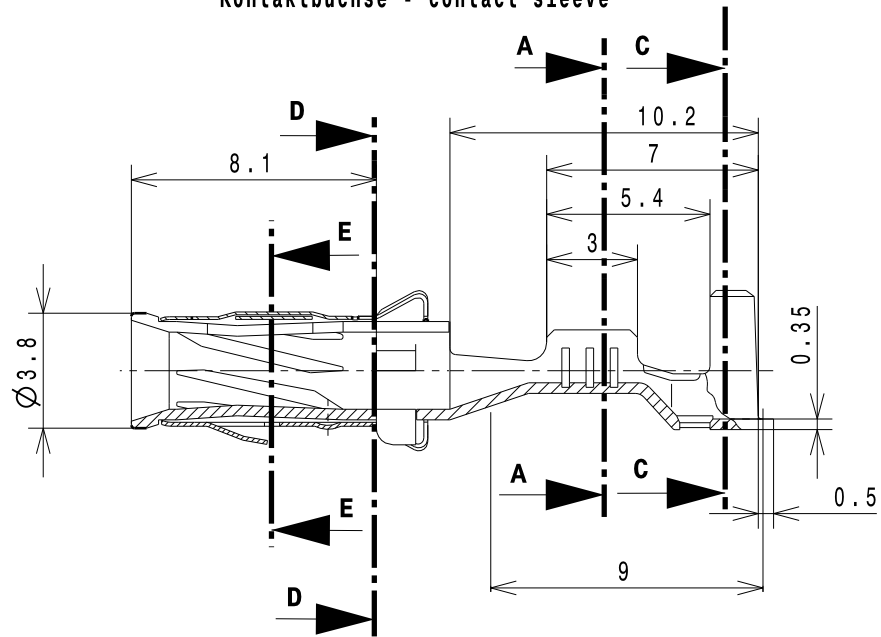 Kontaktbuchse - contact sleeve
A
C
D
10.2
7
8.1
5.4
E
3
Ø3.8
0.35
A
C
E
0.5
9
D